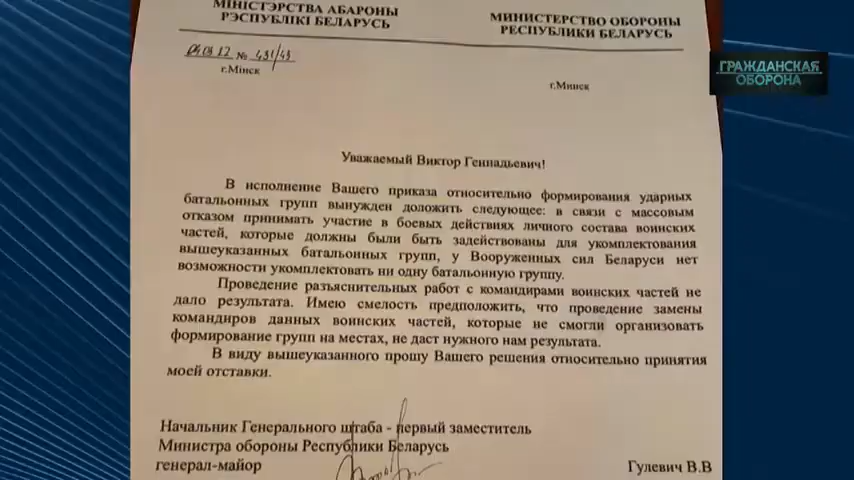 МІНІСТЭРСТВА АБАРОНЫ
РЭСПУБЛІКІ БЕЛАРУСЬ
МИНИСТЕРСТВО ОБОРОНЫ
РЕСПУБЛИКИ БЕЛАРУСЬ
№ 431/43
г.Мінск
г.Минск
ГРАЖДАНСКАЯ
ОБОРОНА
Уважаемый Виктор Геннадьевич!
В исполнение Вашего приказа относительно формирования ударных
батальонных групп вынужден доложить следующее: в связи с массовым
отказом принимать участие в боевых действиях личного состава воинских
частей, которые должны были быть задействованы для укомплектования
вышеуказанных батальонных групп, у Вооруженных сил Беларуси нет
возможности укомплектовать ни одну батальонную группу.
Проведение разъяснительных работ с командирами воинских частей не
дало результата. Имею смелость предположить, что проведение замены
командиров данных воинских частей, которые не смогли организовать
формирование групп на местах, не даст нужного нам результата.
В виду вышеуказанного прошу Вашего решения относительно принятия
моей отставки.
Начальник Генерального штаба - первый заместитель
Министра обороны Республики Беларусь
генерал-майор
Гулевич В.В